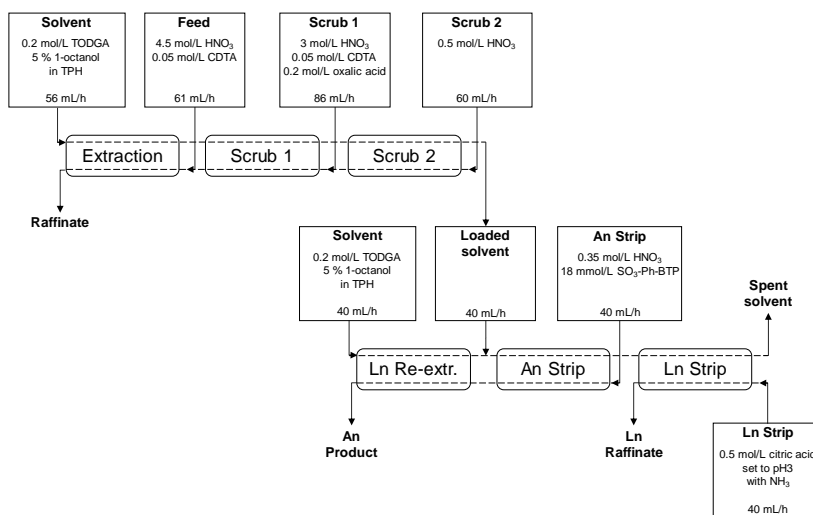 Solvent
0.2 mol/L TODGA
5 % 1-octanol
in TPH
56 mL/h
Feed
4.5 mol/L HNO₃
0.05 mol/L CDTA
61 mL/h
Scrub 1
3 mol/L HNO₃
0.05 mol/L CDTA
0.2 mol/L oxalic acid
86 mL/h
Scrub 2
0.5 mol/L HNO₃
60 mL/h
Extraction
Scrub 1
Scrub 2
Raffinate
Solvent
0.2 mol/L TODGA
5 % 1-octanol
in TPH
40 mL/h
Loaded
solvent
40 mL/h
An Strip
0.35 mol/L HNO₃
18 mmol/L SO₃-Ph-BTP
40 mL/h
Spent
solvent
Ln Re-extr.
An Strip
Ln Strip
An
Product
Ln
Raffinate
Ln Strip
0.5 mol/L citric acid
set to pH3
with NH₃
40 mL/h